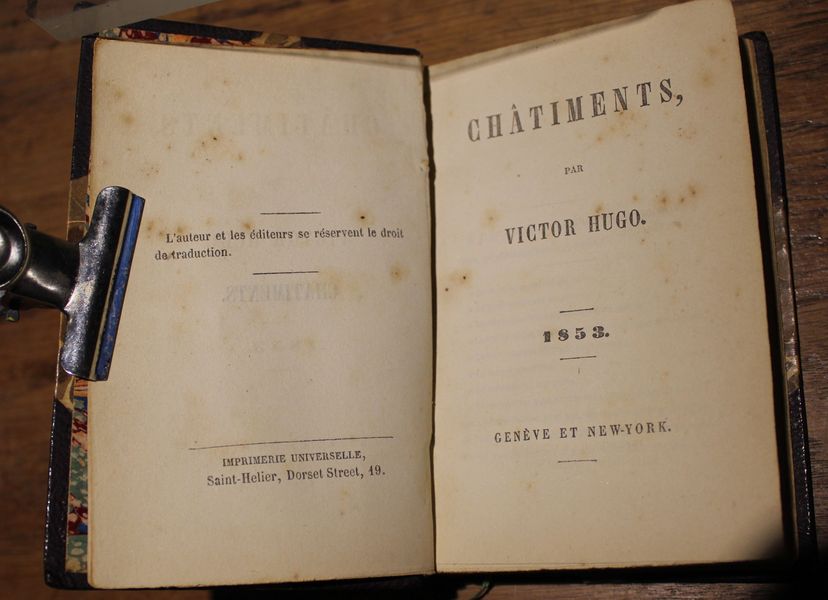 L'auteur et les éditeurs se réservent le droit
de traduction.
IMPRIMERIE UNIVERSELLE,
Saint-Helier, Dorset Street, 19.
CHÂTIMENTS,
PAR
VICTOR HUGO.
1853.
GENÈVE ET NEW-YORK.